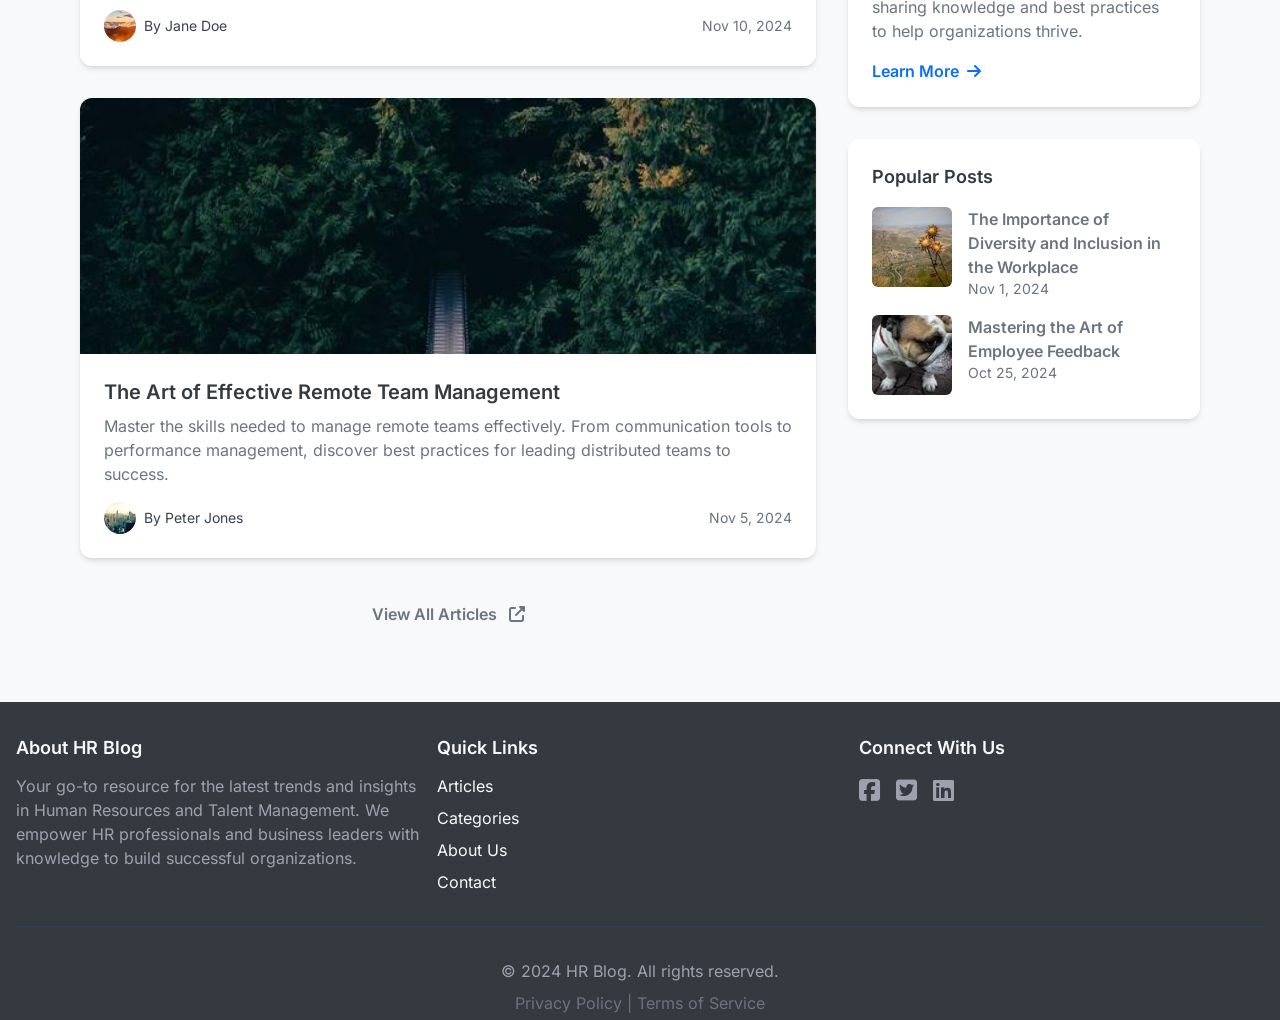 By Jane Doe
Nov 10, 2024
sharing knowledge and best practices
to help organizations thrive.
Learn More
The Art of Effective Remote Team Management
Master the skills needed to manage remote teams effectively. From communication tools to
performance management, discover best practices for leading distributed teams to
success.
By Peter Jones
Nov 5, 2024
View All Articles
Popular Posts
The Importance of
Diversity and Inclusion in
the Workplace
Nov 1, 2024
Mastering the Art of
Employee Feedback
Oct 25, 2024
About HR Blog
Your go-to resource for the latest trends and insights
in Human Resources and Talent Management. We
empower HR professionals and business leaders with
knowledge to build successful organizations.
Quick Links
Articles
Categories
About Us
Contact
Connect With Us
© 2024 HR Blog. All rights reserved.
Privacy Policy | Terms of Service